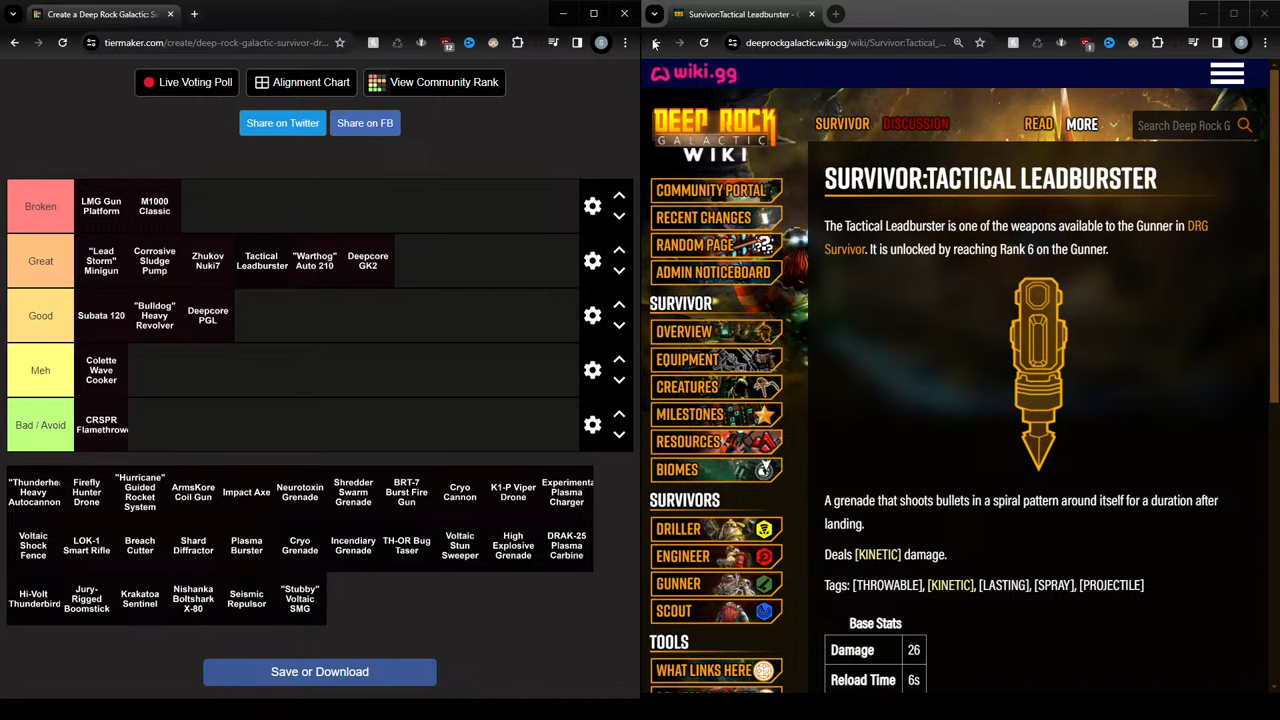 Create a Deep Rock Galactic: Su
tiermaker.com/create/deep-rock-galactic-survivor-dr...
12
S
Live Voting Poll
Alignment Chart
View Community Rank
Share on Twitter
Share on FB
Broken
LMG Gun Platform
M1000 Classic
Great
"Lead Storm" Minigun
Corrosive Sludge Pump
Zhukov Nuki7
Tactical Leadburster
"Warthog" Auto 210
Deepcore GK2
Good
Subata 120
"Bulldog" Heavy Revolver
Deepcore PGL
Meh
Colette Wave Cooker
Bad / Avoid
CRSPR Flamethrowe
"Thunderhe Heavy Autocannon
Firefly Hunter Drone
"Hurricane" Guided Rocket System
ArmsKore Coil Gun
Impact Axe
Neurotoxin Grenade
Shredder Swarm Grenade
BRT-7 Burst Fire Gun
Cryo Cannon
K1-P Viper Drone
Experimenta Plasma Charger
Voltaic Shock Fence
LOK-1 Smart Rifle
Breach Cutter
Shard Diffractor
Plasma Burster
Cryo Grenade
Incendiary Grenade
TH-OR Bug Taser
Voltaic Stun Sweeper
High Explosive Grenade
DRAK-25 Plasma Carbine
Hi-Volt Thunderbird
Jury-Rigged Boomstick
Krakatoa Sentinel
Nishanka Boltshark X-80
Seismic Repulsor
"Stubby" Voltaic SMG
Save or Download
Survivor:Tactical Leadburster -
deeprockgalactic.wiki.gg/wiki/Survivor:Tactical_...
1
S
wiki.gg
DEEP ROCK
GALACTIC
WIKI
SURVIVOR
DISCUSSION
READ
MORE
Search Deep Rock G
COMMUNITY PORTAL
RECENT CHANGES
RANDOM PAGE
ADMIN NOTICEBOARD
SURVIVOR
OVERVIEW
EQUIPMENT
CREATURES
MILESTONES
RESOURCES
BIOMES
SURVIVORS
DRILLER
ENGINEER
GUNNER
SCOUT
TOOLS
WHAT LINKS HERE
SURVIVOR:TACTICAL LEADBURSTER
The Tactical Leadburster is one of the weapons available to the Gunner in DRG
Survivor. It is unlocked by reaching Rank 6 on the Gunner.
A grenade that shoots bullets in a spiral pattern around itself for a duration after
landing.
Deals [KINETIC] damage.
Tags: [THROWABLE], [KINETIC], [LASTING], [SPRAY], [PROJECTILE]
Base Stats
Damage 26
Reload Time 6s